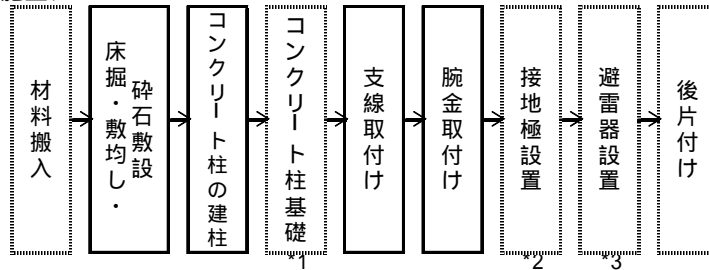 材料搬入
床掘・敷均し・
砕石敷設
コンクリート柱の建柱
コンクリート柱基礎
*1
支線取付け
腕金取付け
接地極設置
*2
避雷器設置
*3
後片付け